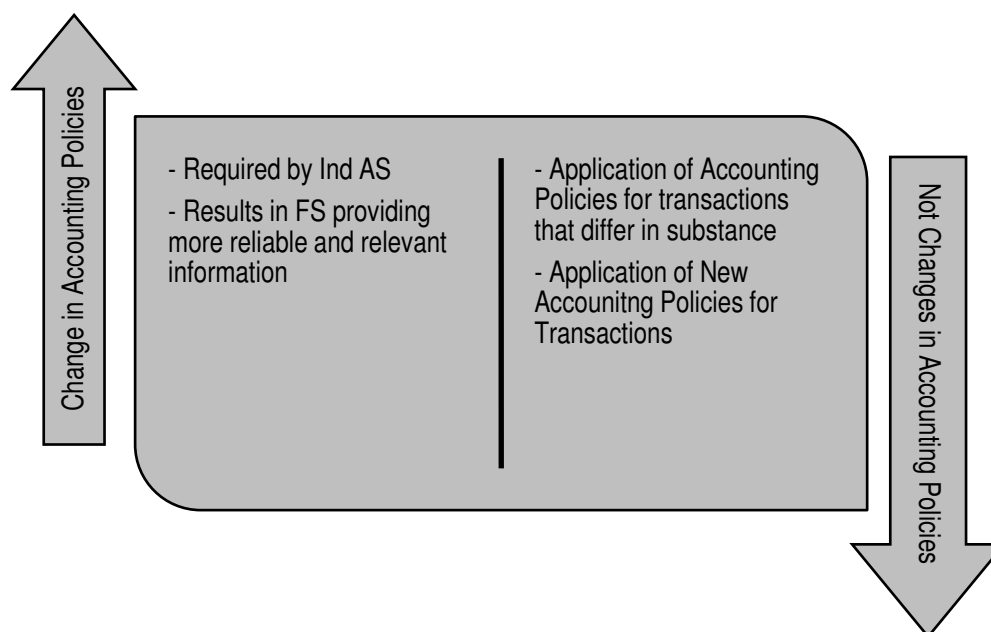 Change in Accounting Policies
- Required by Ind AS
- Results in FS providing
more reliable and relevant
information
- Application of Accounting
Policies for transactions
that differ in substance
- Application of New
Accounitng Policies for
Transactions
Not Changes in Accounting Policies